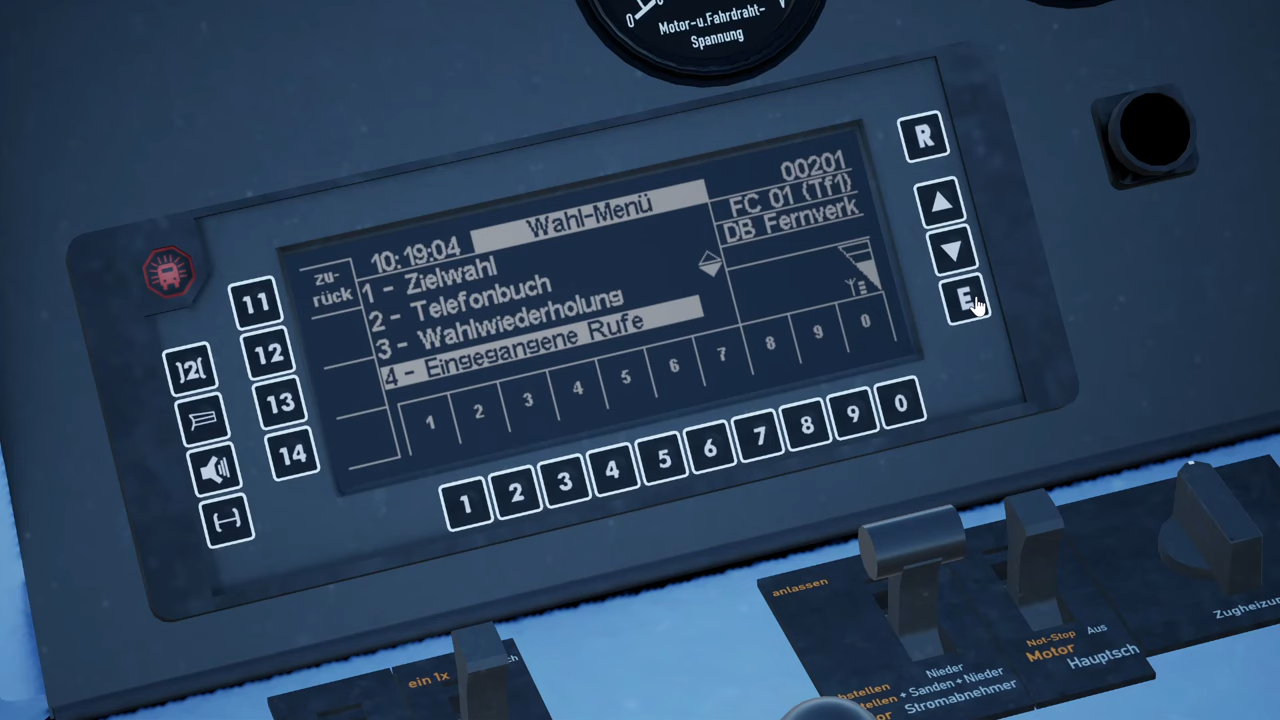 0
Motor-u.Fahrdraht-
Spannung
00201
FC 01 (Tf1)
DB Fernverk
10:19:04
Wahl-Menü
zu-
rück
1 - Zielwahl
2 - Telefonbuch
3 - Wahlwiederholung
4 - Eingegangene Rufe
1 2 3 4 5 6 7 8 9 0
R
E
11
12
13
14
)2(
1 2 3 4 5 6 7 8 9 0
anlassen
Not-Stop
Motor
Aus
Hauptsch
Nieder
+ Sanden + Nieder
Stromabnehmer
ein 1x